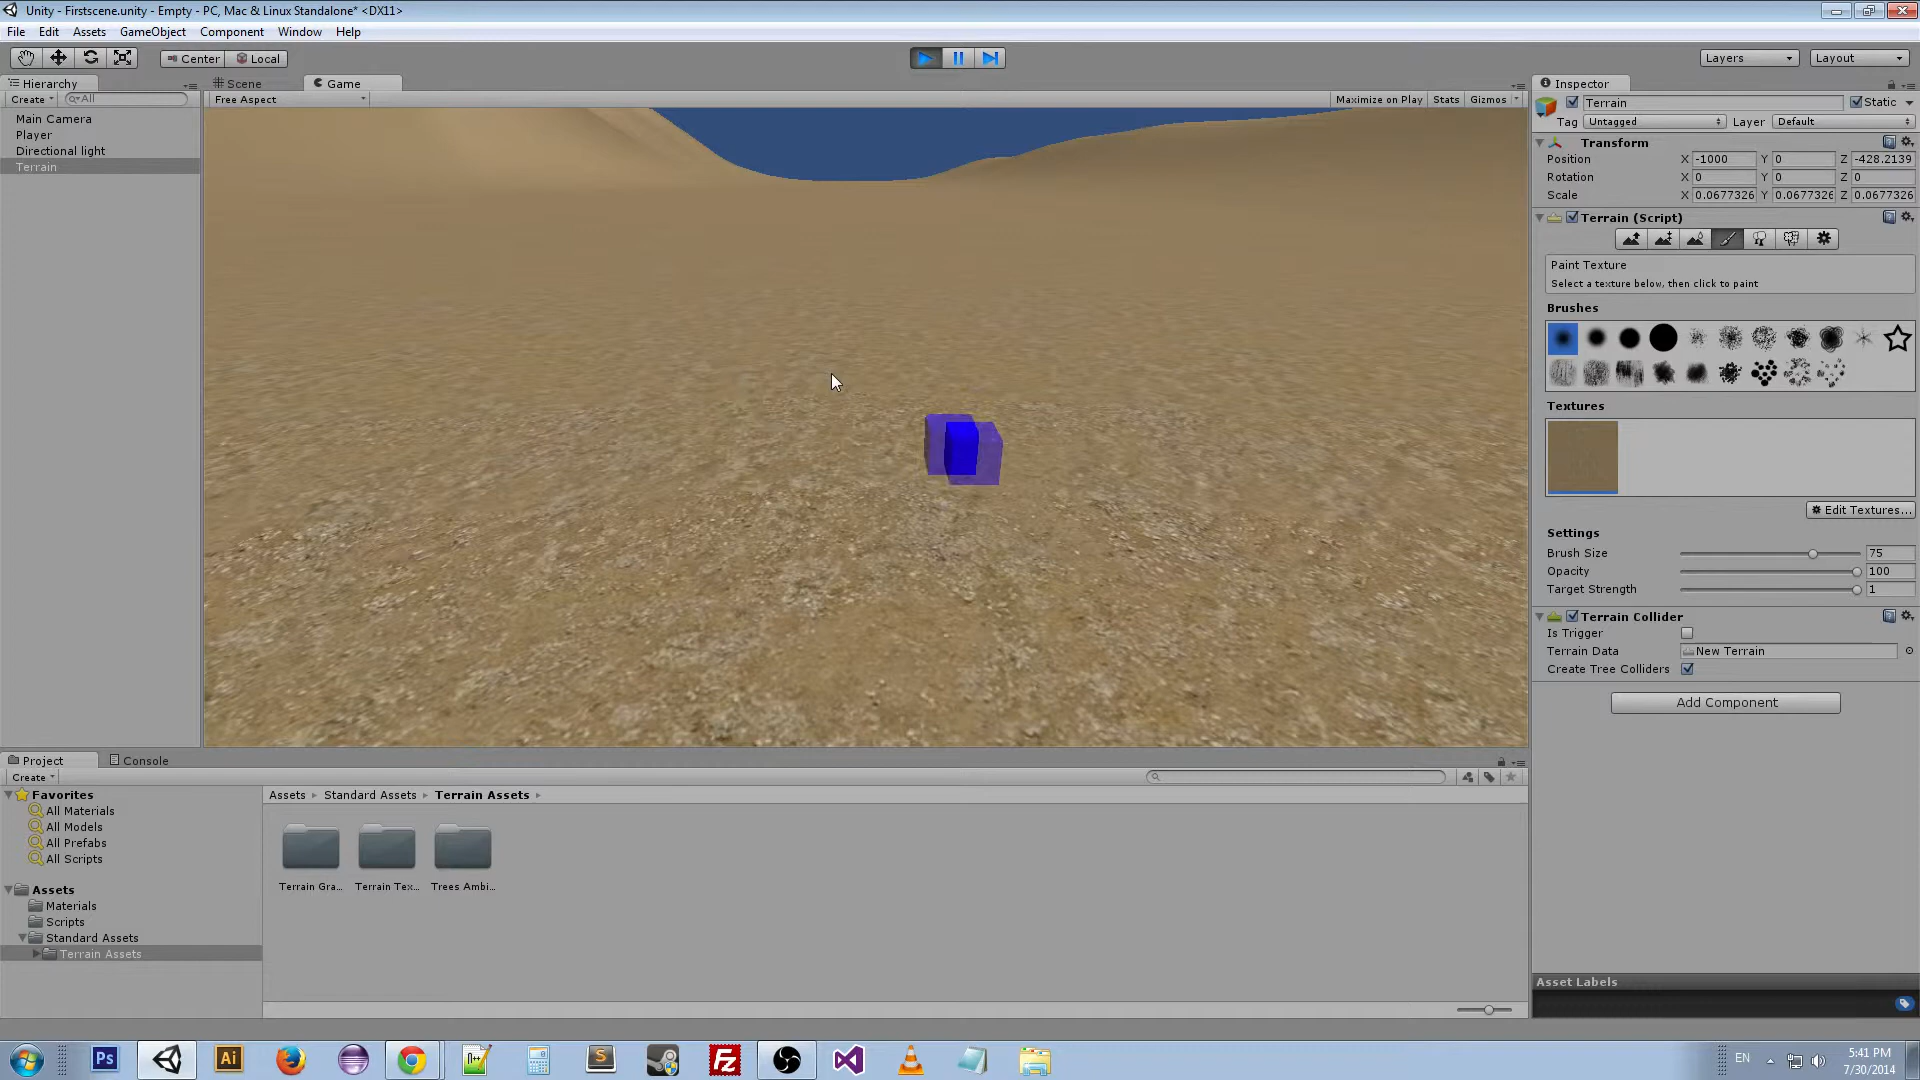 Unity - Firstscene.unity - Empty - PC, Mac & Linux Standalone* <DX11>
File Edit Assets GameObject Component Window Help
Center Local Layers Layout
Hierarchy
Create All
Main Camera
Player
Directional light
Terrain
Scene Game
Free Aspect Maximize on Play Stats Gizmos
Inspector
Terrain Static
Tag Untagged Layer Default
Transform
Position X -1000 Y 0 Z -428.2139
Rotation X 0 Y 0 Z 0
Scale X 0.0677326 Y 0.0677326 Z 0.0677326
Terrain (Script)
Paint Texture
Select a texture below, then click to paint
Brushes
Textures
Edit Textures...
Settings
Brush Size 75
Opacity 100
Target Strength 1
Terrain Collider
Is Trigger
Terrain Data New Terrain
Create Tree Colliders
Add Component
Asset Labels
Project Console
Create
Favorites
All Materials
All Models
All Prefabs
All Scripts
Assets
Materials
Scripts
Standard Assets
Terrain Assets
Assets Standard Assets Terrain Assets
Terrain Gra... Terrain Tex... Trees Ambi...
Ps Ai S Fz
EN
5:41 PM
7/30/2014